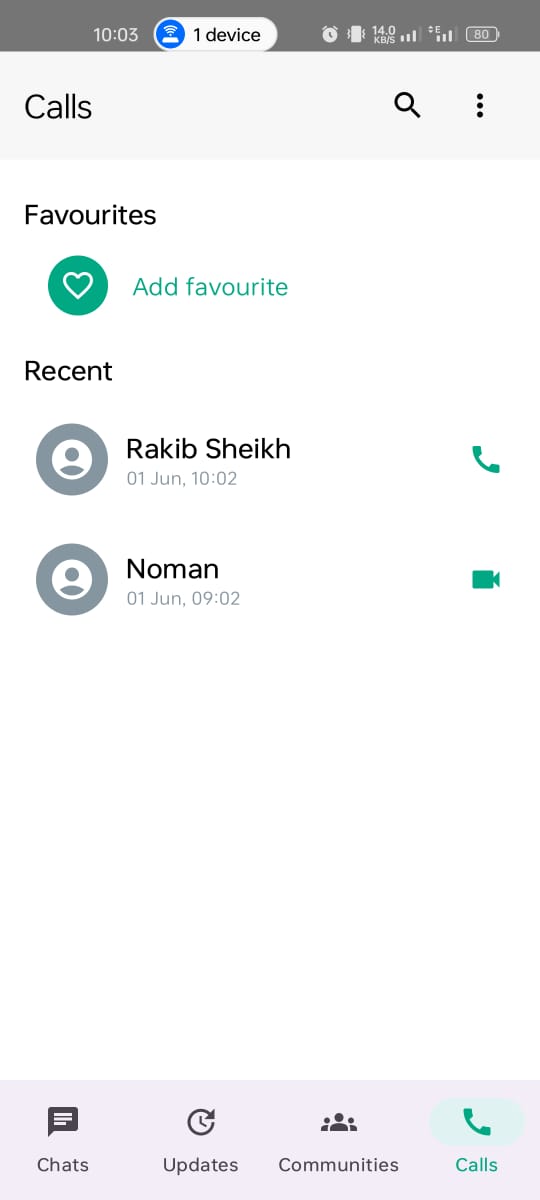 10:03 1 device 14.0 KB/S E 80
Calls
Favourites
Add favourite
Recent
Rakib Sheikh
01 Jun, 10:02
Noman
01 Jun, 09:02
Chats Updates Communities Calls